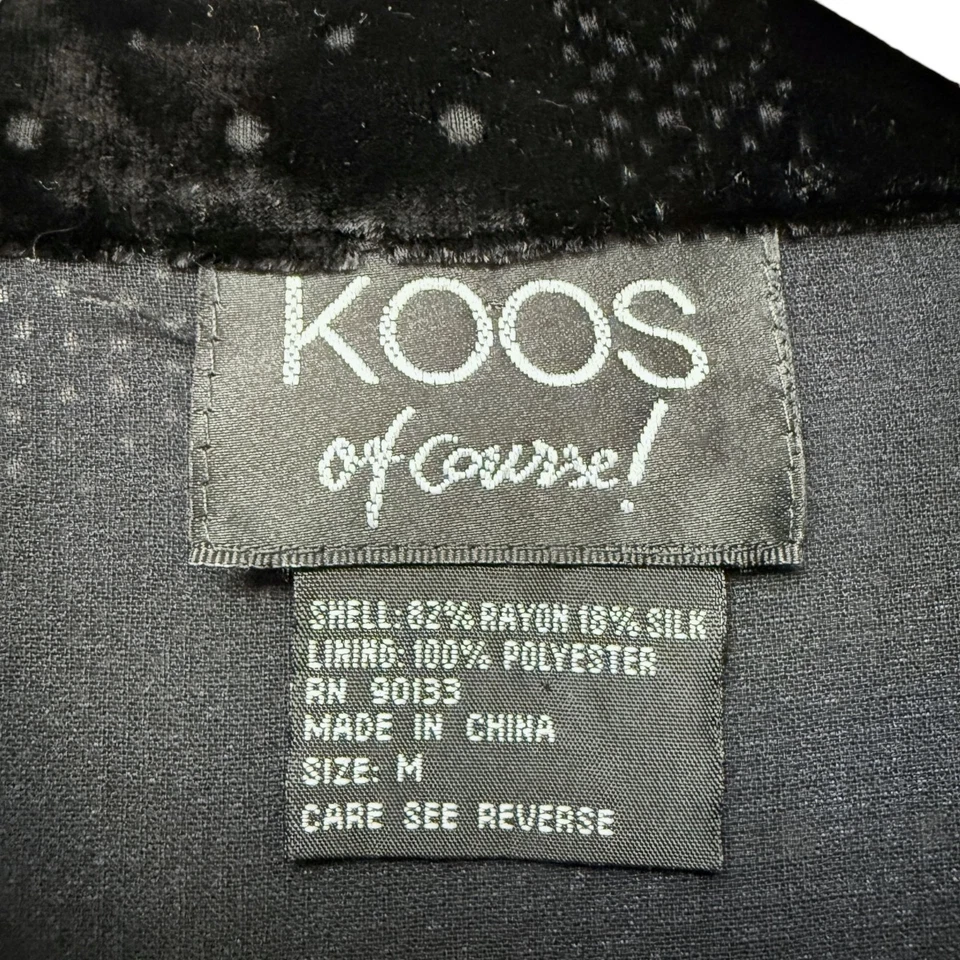 KOOS
of course!
SHELL: 82% RAYON 18% SILK
LINING: 100% POLYESTER
RN 90133
MADE IN CHINA
SIZE: M
CARE SEE REVERSE